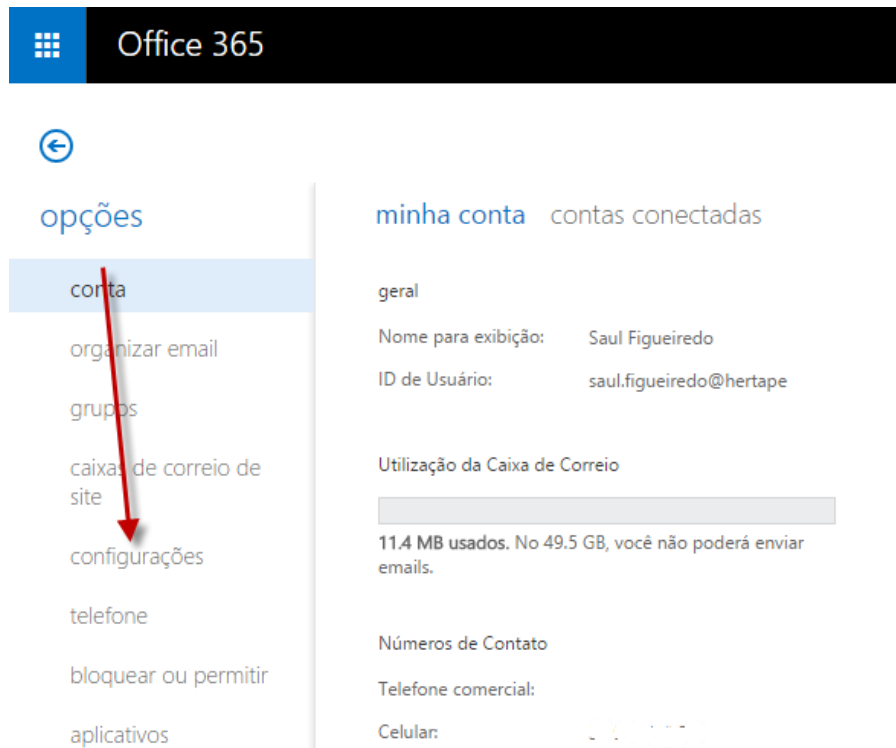 Office 365
opções
conta
organizar email
grupos
caixas de correio de
site
configurações
telefone
bloquear ou permitir
aplicativos
minha conta contas conectadas
geral
Nome para exibição: Saul Figueiredo
ID de Usuário: saul.figueiredo@hertape
Utilização da Caixa de Correio
11.4 MB usados. No 49.5 GB, você não poderá enviar
emails.
Números de Contato
Telefone comercial:
Celular: